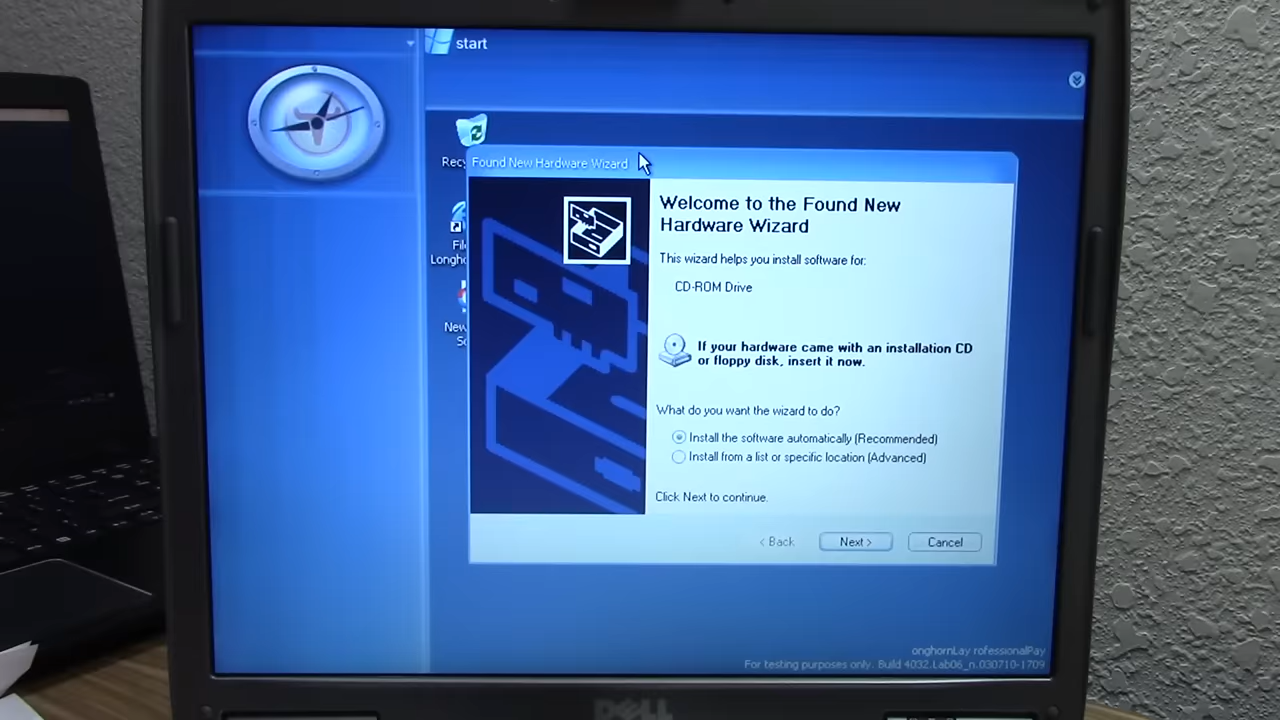 start
Recy
Found New Hardware Wizard
Welcome to the Found New
Hardware Wizard
This wizard helps you install software for:
CD-ROM Drive
File
Longho
If your hardware came with an installation CD
or floppy disk, insert it now.
New
What do you want the wizard to do?
Install the software automatically (Recommended)
Install from a list or specific location (Advanced)
Click Next to continue.
< Back
Next >
Cancel
onghornLay rofessionalPay
For testing purposes only. Build 4032.Lab06_n.030710-1709
DELL